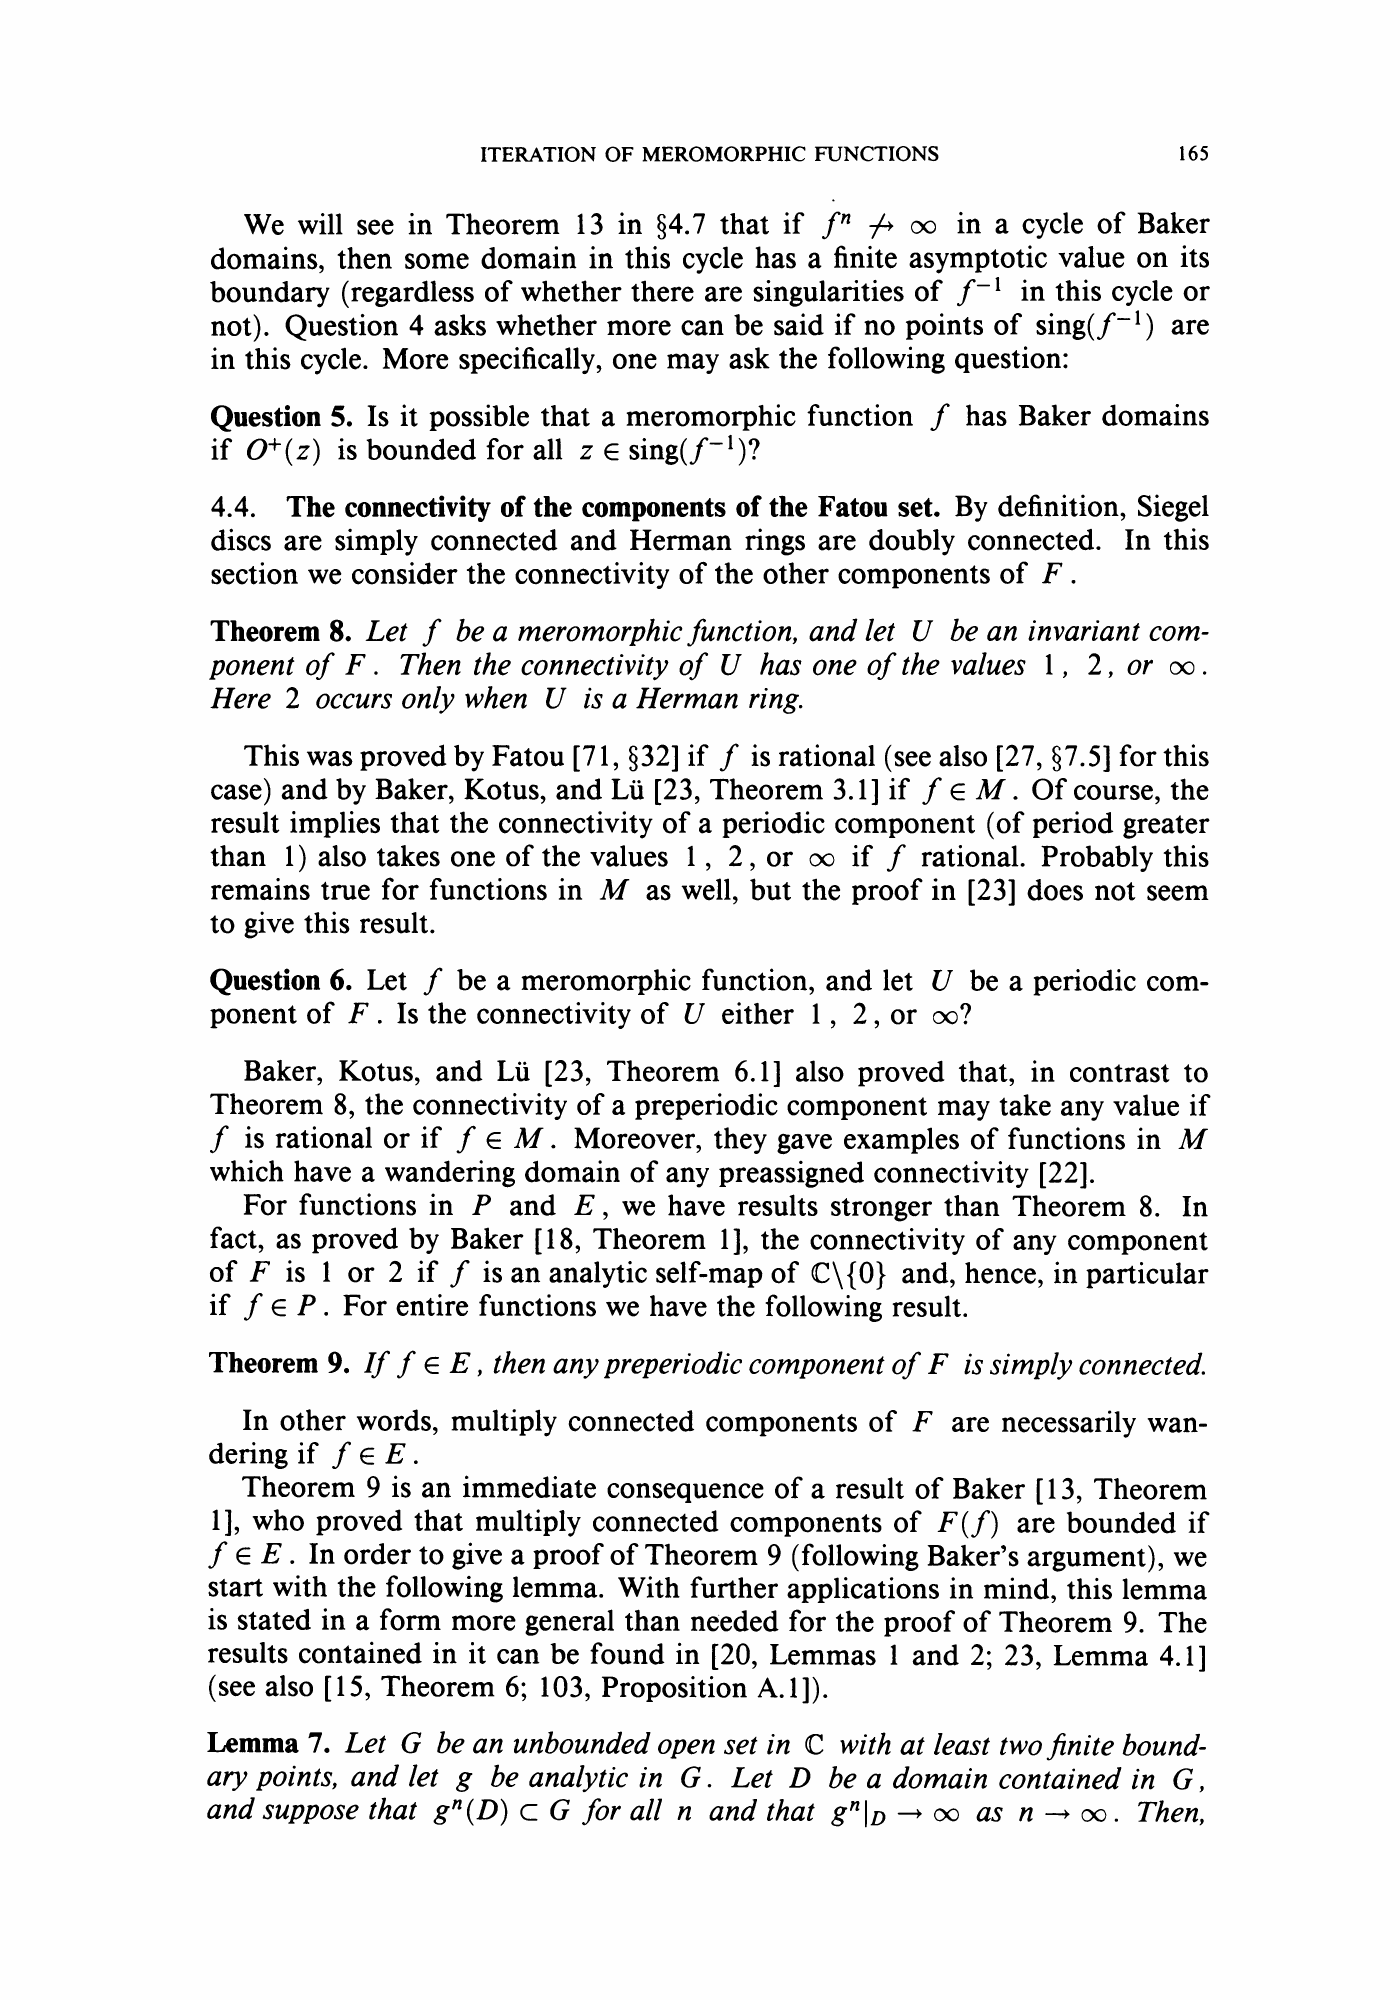 ITERATION OF MEROMORPHIC FUNCTIONS 165
We will see in Theorem 13 in §4.7 that if fⁿ ↛ ∞ in a cycle of Baker
domains, then some domain in this cycle has a finite asymptotic value on its
boundary (regardless of whether there are singularities of f⁻¹ in this cycle or
not). Question 4 asks whether more can be said if no points of sing(f⁻¹) are
in this cycle. More specifically, one may ask the following question:
Question 5. Is it possible that a meromorphic function f has Baker domains
if O⁺(z) is bounded for all z ∈ sing(f⁻¹)?
4.4. The connectivity of the components of the Fatou set. By definition, Siegel
discs are simply connected and Herman rings are doubly connected. In this
section we consider the connectivity of the other components of F.
Theorem 8. Let f be a meromorphic function, and let U be an invariant com-
ponent of F. Then the connectivity of U has one of the values 1, 2, or ∞.
Here 2 occurs only when U is a Herman ring.
This was proved by Fatou [71, §32] if f is rational (see also [27, §7.5] for this
case) and by Baker, Kotus, and Lü [23, Theorem 3.1] if f ∈ M. Of course, the
result implies that the connectivity of a periodic component (of period greater
than 1) also takes one of the values 1, 2, or ∞ if f rational. Probably this
remains true for functions in M as well, but the proof in [23] does not seem
to give this result.
Question 6. Let f be a meromorphic function, and let U be a periodic com-
ponent of F. Is the connectivity of U either 1, 2, or ∞?
Baker, Kotus, and Lü [23, Theorem 6.1] also proved that, in contrast to
Theorem 8, the connectivity of a preperiodic component may take any value if
f is rational or if f ∈ M. Moreover, they gave examples of functions in M
which have a wandering domain of any preassigned connectivity [22].
For functions in P and E, we have results stronger than Theorem 8. In
fact, as proved by Baker [18, Theorem 1], the connectivity of any component
of F is 1 or 2 if f is an analytic self-map of ℂ\{0} and, hence, in particular
if f ∈ P. For entire functions we have the following result.
Theorem 9. If f ∈ E, then any preperiodic component of F is simply connected.
In other words, multiply connected components of F are necessarily wan-
dering if f ∈ E.
Theorem 9 is an immediate consequence of a result of Baker [13, Theorem
1], who proved that multiply connected components of F(f) are bounded if
f ∈ E. In order to give a proof of Theorem 9 (following Baker's argument), we
start with the following lemma. With further applications in mind, this lemma
is stated in a form more general than needed for the proof of Theorem 9. The
results contained in it can be found in [20, Lemmas 1 and 2; 23, Lemma 4.1]
(see also [15, Theorem 6; 103, Proposition A.1]).
Lemma 7. Let G be an unbounded open set in ℂ with at least two finite bound-
ary points, and let g be analytic in G. Let D be a domain contained in G,
and suppose that gⁿ(D) ⊂ G for all n and that gⁿ|_D → ∞ as n → ∞. Then,